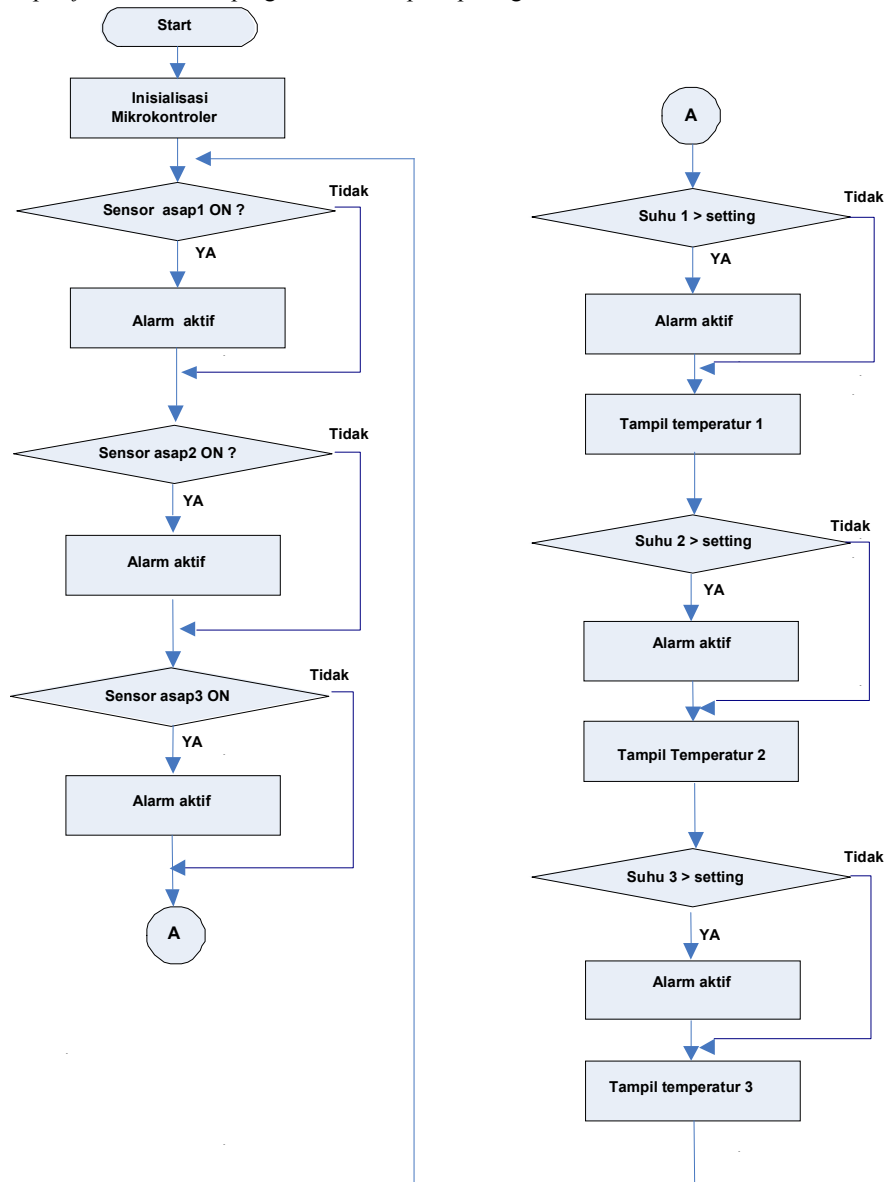 Start
Inisialisasi
Mikrokontroler
Sensor asap1 ON ?
Tidak
YA
Alarm aktif
Sensor asap2 ON ?
Tidak
YA
Alarm aktif
Sensor asap3 ON
Tidak
YA
Alarm aktif
A
A
Suhu 1 > setting
Tidak
YA
Alarm aktif
Tampil temperatur 1
Suhu 2 > setting
Tidak
YA
Alarm aktif
Tampil Temperatur 2
Suhu 3 > setting
Tidak
YA
Alarm aktif
Tampil temperatur 3